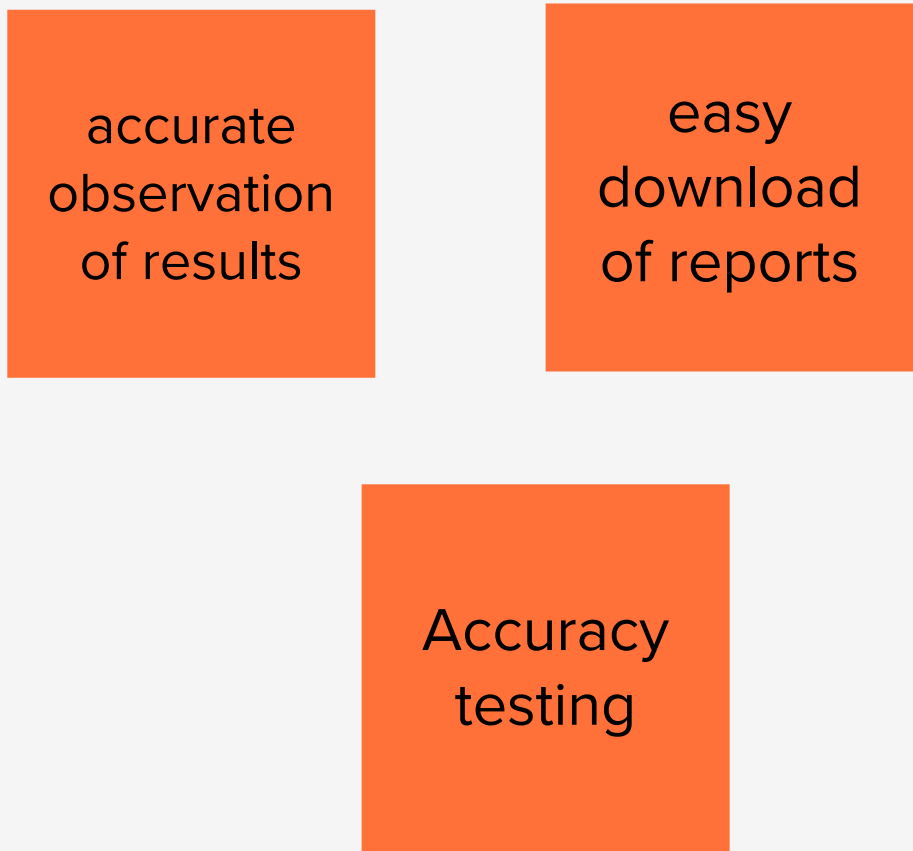 accurate
observation
of results
easy
download
of reports
Accuracy
testing